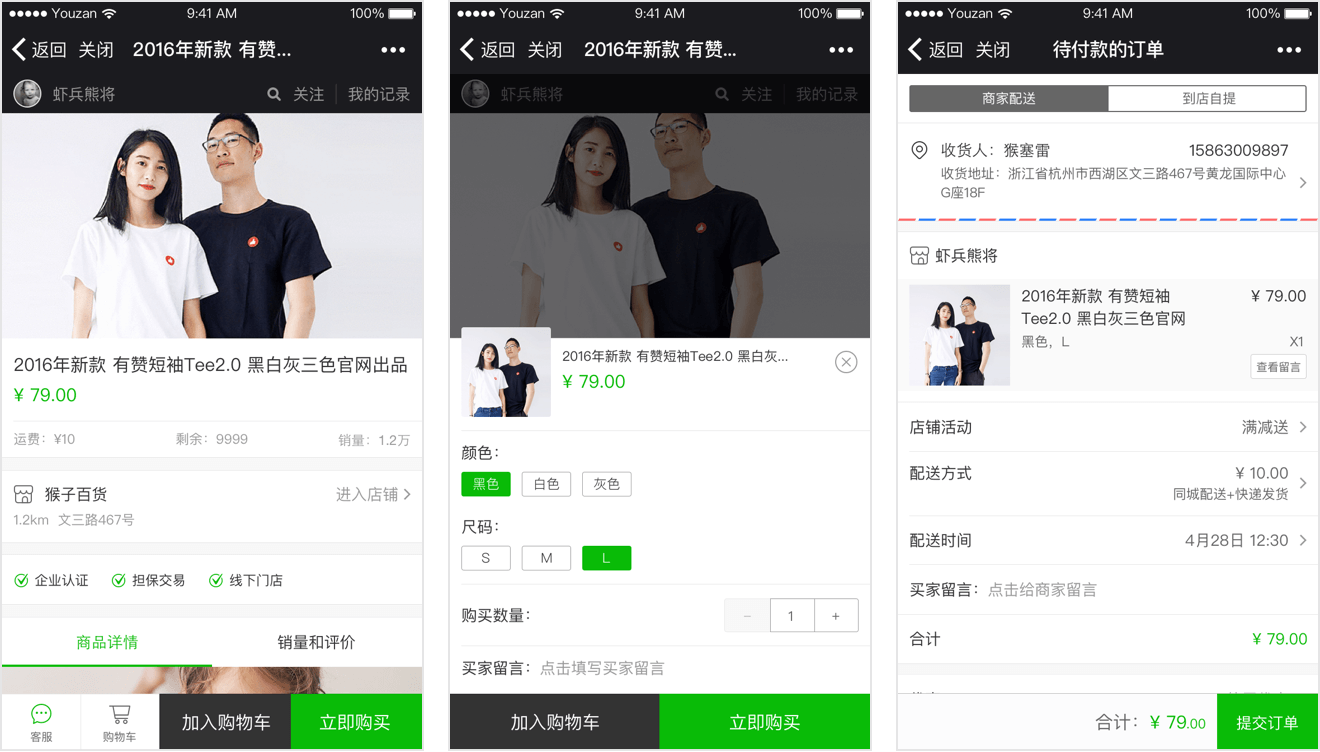 Youzan 9:41 AM 100%
返回 关闭 2016年新款 有赞...
虾兵熊将 关注 我的记录
2016年新款 有赞短袖Tee2.0 黑白灰三色官网出品
¥ 79.00
运费：¥10 剩余：9999 销量：1.2万
猴子百货 进入店铺
1.2km 文三路467号
企业认证 担保交易 线下门店
商品详情 销量和评价
客服 购物车 加入购物车 立即购买
Youzan 9:41 AM 100%
返回 关闭 2016年新款 有赞...
虾兵熊将 关注 我的记录
2016年新款 有赞短袖Tee2.0 黑白灰...
¥ 79.00
颜色：
黑色 白色 灰色
尺码：
S M L
购买数量： － 1 +
买家留言：点击填写买家留言
加入购物车 立即购买
Youzan 9:41 AM 100%
返回 关闭 待付款的订单
商家配送 到店自提
收货人：猴塞雷 15863009897
收货地址：浙江省杭州市西湖区文三路467号黄龙国际中心
G座18F
虾兵熊将
2016年新款 有赞短袖 ¥ 79.00
Tee2.0 黑白灰三色官网
黑色，L X1
查看留言
店铺活动 满减送
配送方式 ¥ 10.00
同城配送+快递发货
配送时间 4月28日 12:30
买家留言：点击给商家留言
合计 ¥ 79.00
合计：¥ 79.00 提交订单